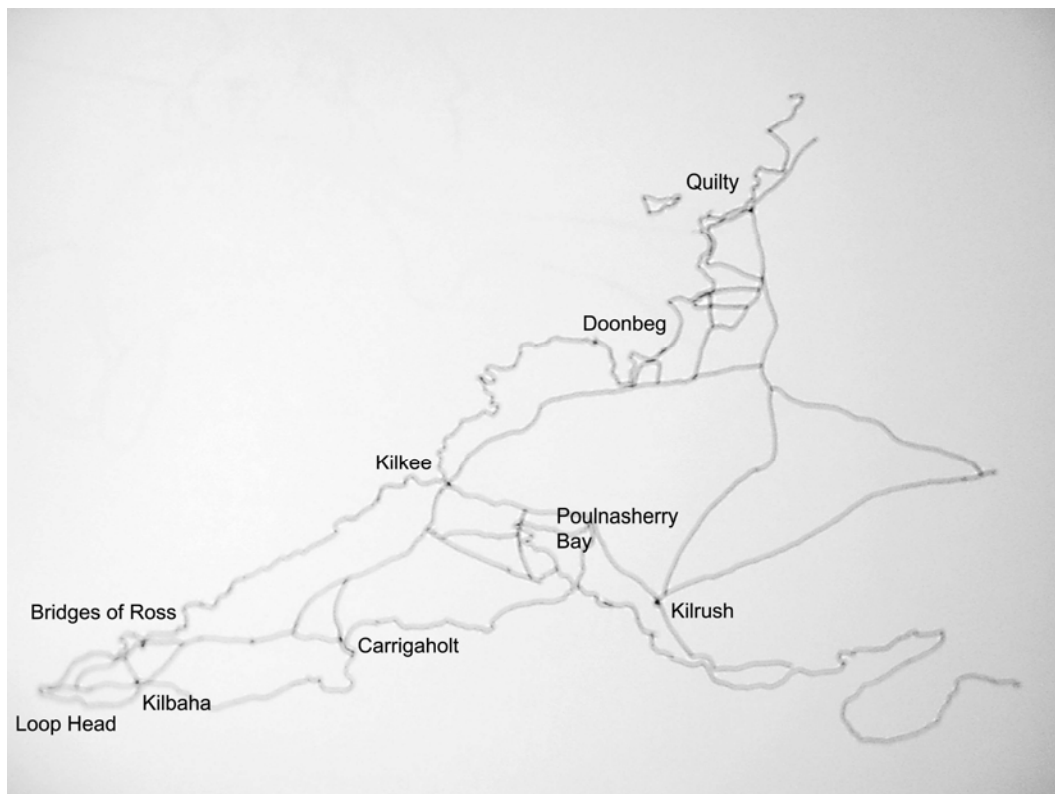 Quilty
Doonbeg
Kilkee
Poulnasherry
Bay
Bridges of Ross
Kilrush
Carrigaholt
Kilbaha
Loop Head